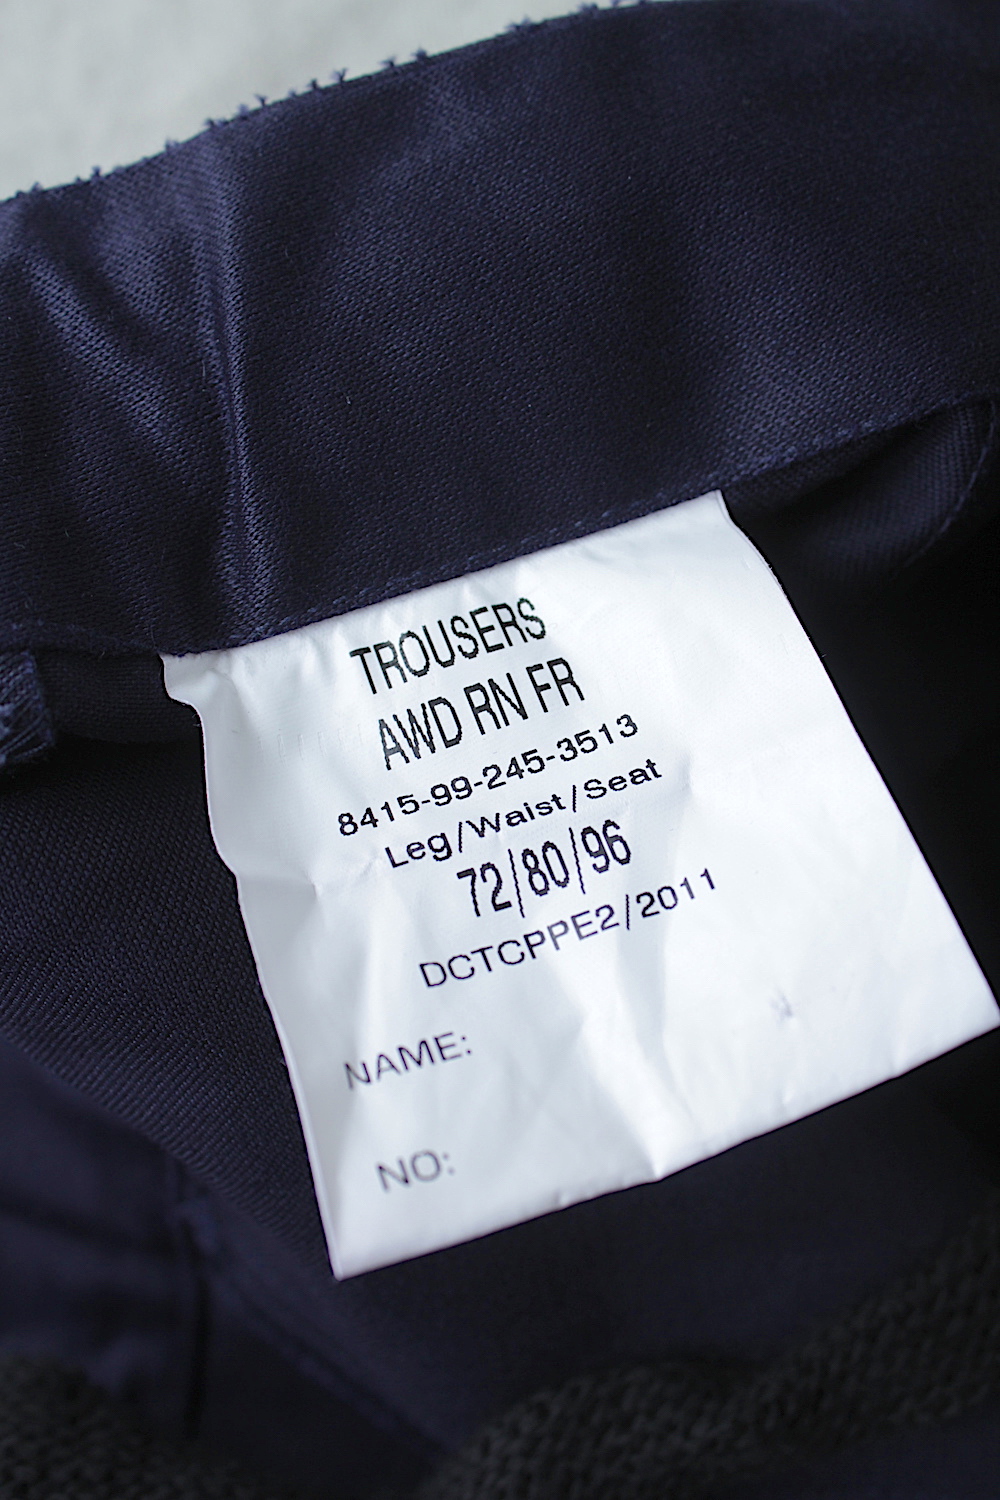 TROUSERS
AWD RN FR
8415-99-245-3513
Leg/Waist/Seat
72/80/96
DCTCPPE2/2011
NAME:
NO: